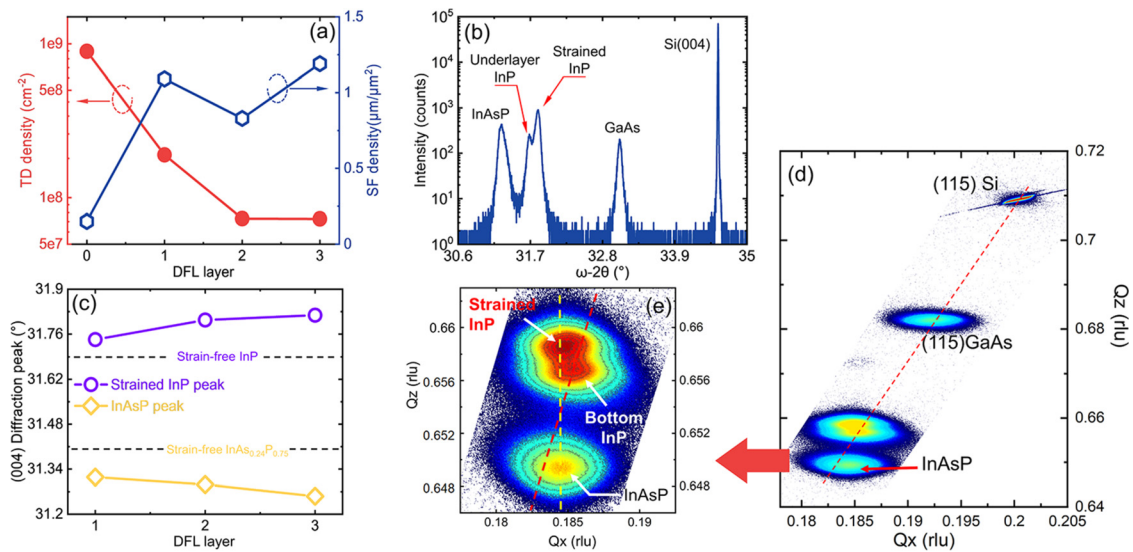 (a)
1e9
5e8
1e8
5e7
TD density (cm⁻²)
1.5
1
0.5
0
SF density(μm/μm²)
0 1 2 3
DFL layer
(b)
10⁵
10⁴
10³
10²
10¹
10⁰
Intensity (counts)
Underlayer
InP
Strained
InP
Si(004)
InAsP
GaAs
30.6 31.7 32.8 33.9 35
ω-2θ (°)
(c)
31.9
31.76
31.62
31.48
31.34
31.2
(004) Diffraction peak (°)
Strain-free InP
Strained InP peak
InAsP peak
Strain-free InAs₀.₂₄P₀.₇₆
1 2 3
DFL layer
(e)
Strained
InP
Bottom
InP
InAsP
0.66
0.656
0.652
0.648
Qz (rlu)
0.66
0.656
0.652
0.648
0.18 0.185 0.19
Qx (rlu)
(d)
(115) Si
(115)GaAs
InAsP
0.72
0.7
0.68
0.66
0.64
Qz (rlu)
0.18 0.185 0.19 0.195 0.2 0.205
Qx (rlu)